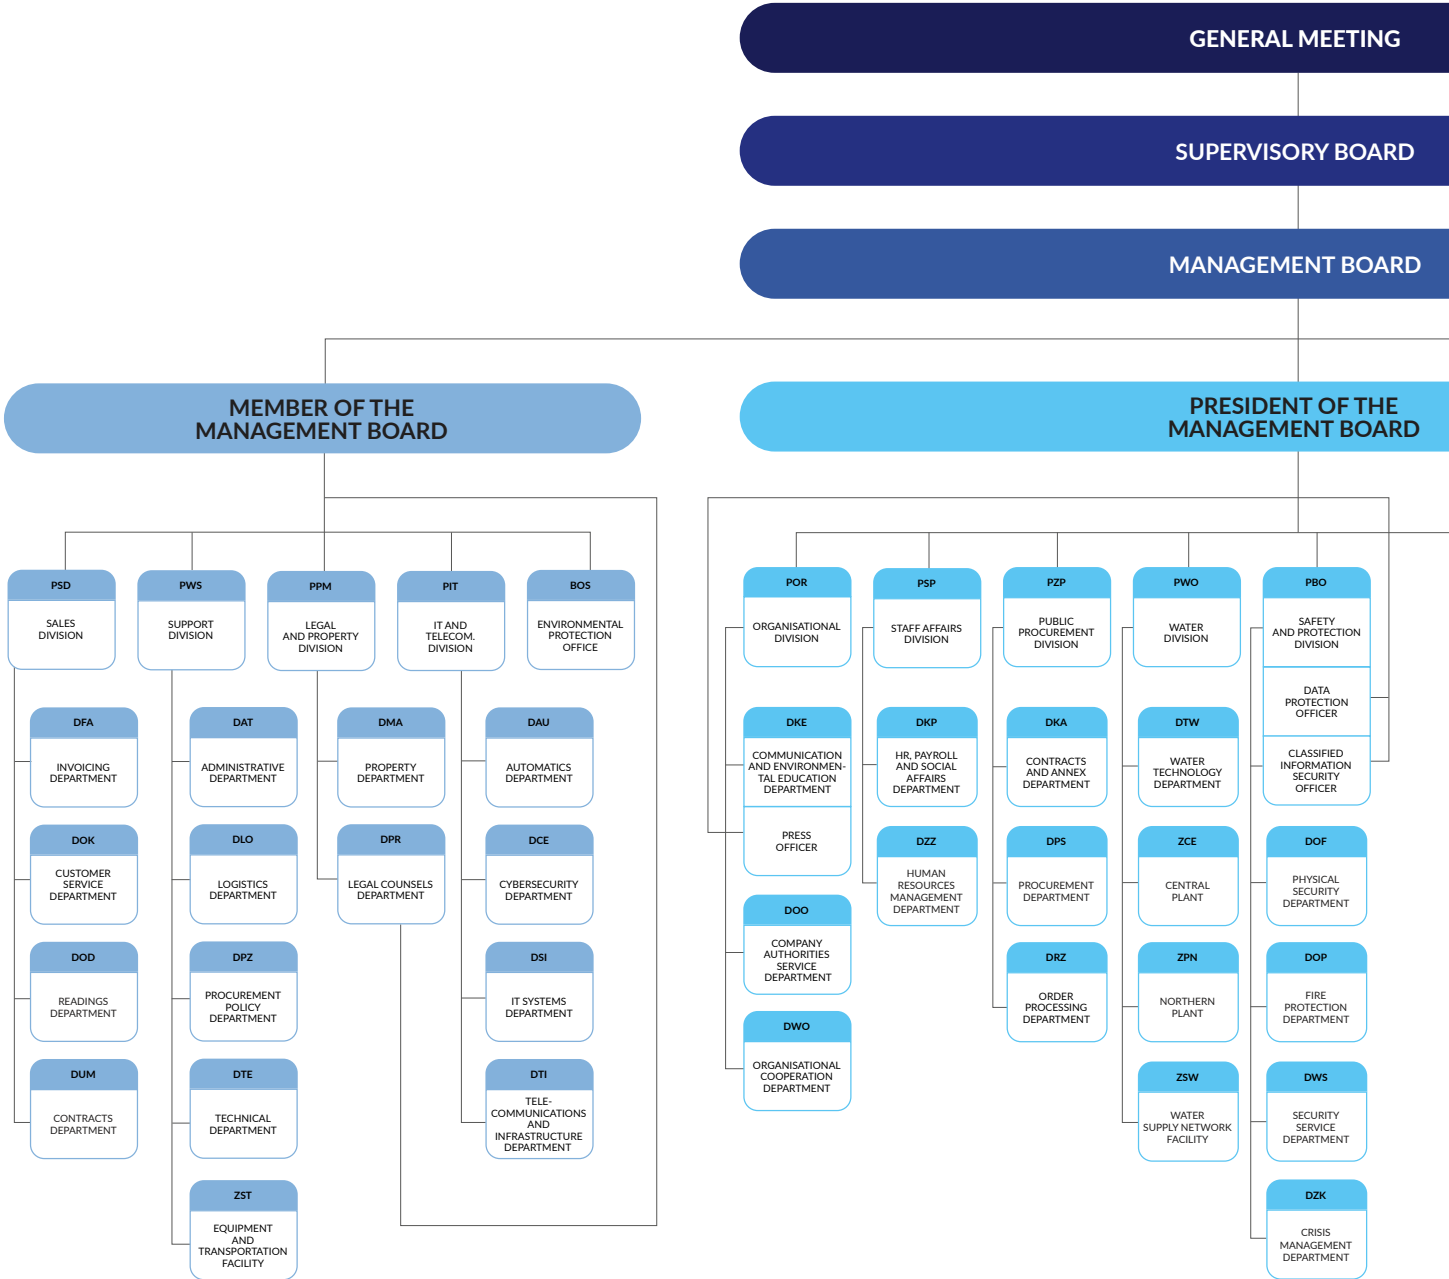 GENERAL MEETING
SUPERVISORY BOARD
MANAGEMENT BOARD
MEMBER OF THE
MANAGEMENT BOARD
PSD
SALES
DIVISION
DFA
INVOICING
DEPARTMENT
DOK
CUSTOMER
SERVICE
DEPARTMENT
DOD
READINGS
DEPARTMENT
DUM
CONTRACTS
DEPARTMENT
PWS
SUPPORT
DIVISION
DAT
ADMINISTRATIVE
DEPARTMENT
DLO
LOGISTICS
DEPARTMENT
DPZ
PROCUREMENT
POLICY
DEPARTMENT
DTE
TECHNICAL
DEPARTMENT
ZST
EQUIPMENT
AND
TRANSPORTATION
FACILITY
PPM
LEGAL
AND PROPERTY
DIVISION
DMA
PROPERTY
DEPARTMENT
DPR
LEGAL COUNSELS
DEPARTMENT
PIT
IT AND
TELECOM.
DIVISION
DAU
AUTOMATICS
DEPARTMENT
DCE
CYBERSECURITY
DEPARTMENT
DSI
IT SYSTEMS
DEPARTMENT
DTI
TELE-
COMMUNICATIONS
AND
INFRASTRUCTURE
DEPARTMENT
BOS
ENVIRONMENTAL
PROTECTION
OFFICE
PRESIDENT OF THE
MANAGEMENT BOARD
POR
ORGANISATIONAL
DIVISION
DKE
COMMUNICATION
AND ENVIRONMEN-
TAL EDUCATION
DEPARTMENT
PRESS
OFFICER
DOO
COMPANY
AUTHORITIES
SERVICE
DEPARTMENT
DWO
ORGANISATIONAL
COOPERATION
DEPARTMENT
PSP
STAFF AFFAIRS
DIVISION
DKP
HR, PAYROLL
AND SOCIAL
AFFAIRS
DEPARTMENT
DZZ
HUMAN
RESOURCES
MANAGEMENT
DEPARTMENT
PZP
PUBLIC
PROCUREMENT
DIVISION
DKA
CONTRACTS
AND ANNEX
DEPARTMENT
DPS
PROCUREMENT
DEPARTMENT
DRZ
ORDER
PROCESSING
DEPARTMENT
PWO
WATER
DIVISION
DTW
WATER
TECHNOLOGY
DEPARTMENT
ZCE
CENTRAL
PLANT
ZPN
NORTHERN
PLANT
ZSW
WATER
SUPPLY NETWORK
FACILITY
PBO
SAFETY
AND PROTECTION
DIVISION
DATA
PROTECTION
OFFICER
CLASSIFIED
INFORMATION
SECURITY
OFFICER
DOF
PHYSICAL
SECURITY
DEPARTMENT
DOP
FIRE
PROTECTION
DEPARTMENT
DWS
SECURITY
SERVICE
DEPARTMENT
DZK
CRISIS
MANAGEMENT
DEPARTMENT